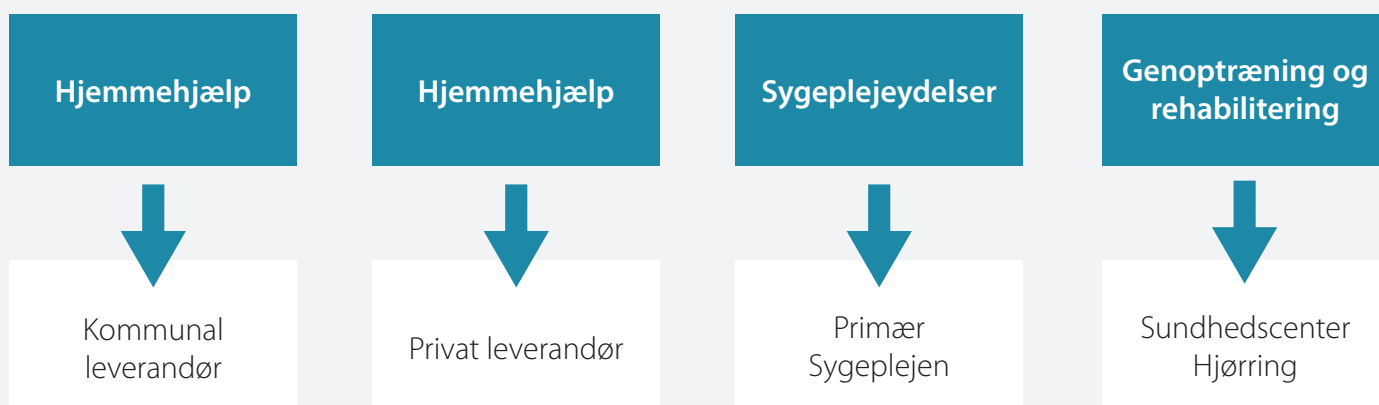 Hjemmehjælp
Hjemmehjælp
Sygeplejeydelser
Genoptræning og
rehabilitering
Kommunal
leverandør
Privat leverandør
Primær
Sygeplejen
Sundhedscenter
Hjørring